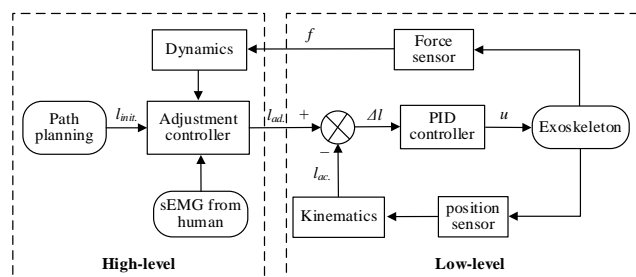 Dynamics
f
Force
sensor
Path
planning
l_init.
Adjustment
controller
l_ad.
+
Δl
PID
controller
u
Exoskeleton
−
l_ac.
sEMG from
human
Kinematics
position
sensor
High-level
Low-level